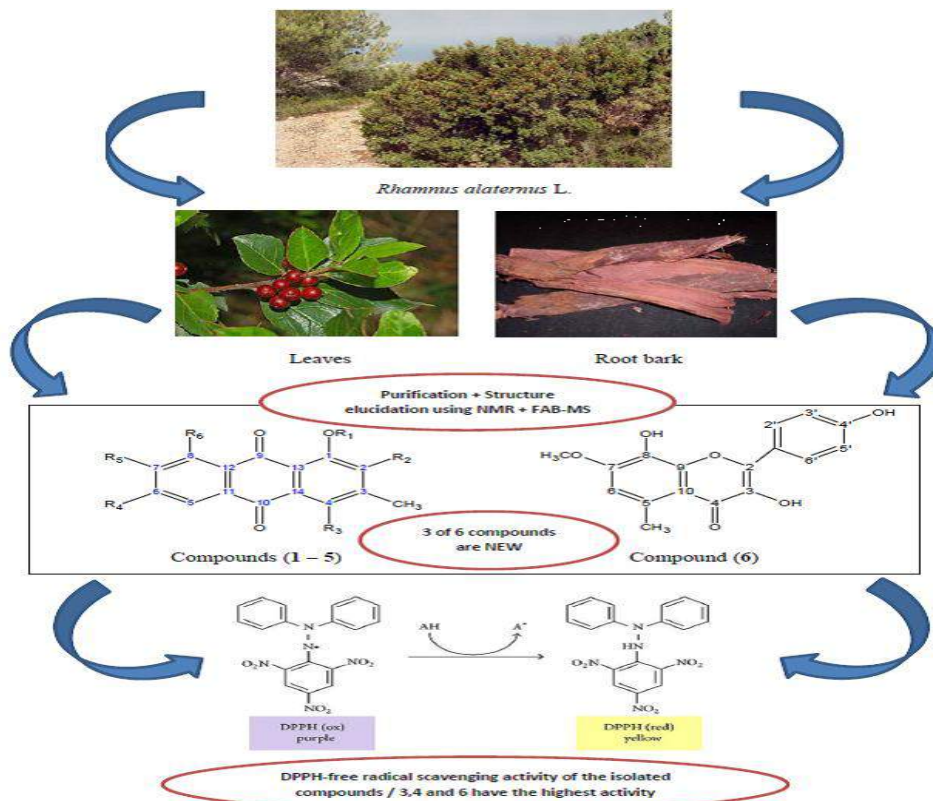 Rhamnus alaternus L.
Leaves
Root bark
Purification + Structure
elucidation using NMR + FAB-MS
R₆ O OR₁
R₅ 8 9 1 R₂
7 12 13 2
6 11 14 3
R₄ 5 10 4 CH₃
O R₃
3' OH
2' 4'
OH 5'
8 O 6'
H₃CO 7 9 2
6 10 3
5 4 OH
CH₃ O
3 of 6 compounds
are NEW
Compounds (1 – 5)
Compound (6)
N AH A• N
N• HN
O₂N NO₂ O₂N NO₂
NO₂ NO₂
DPPH (ox)
purple
DPPH (red)
yellow
DPPH-free radical scavenging activity of the isolated
compounds / 3,4 and 6 have the highest activity